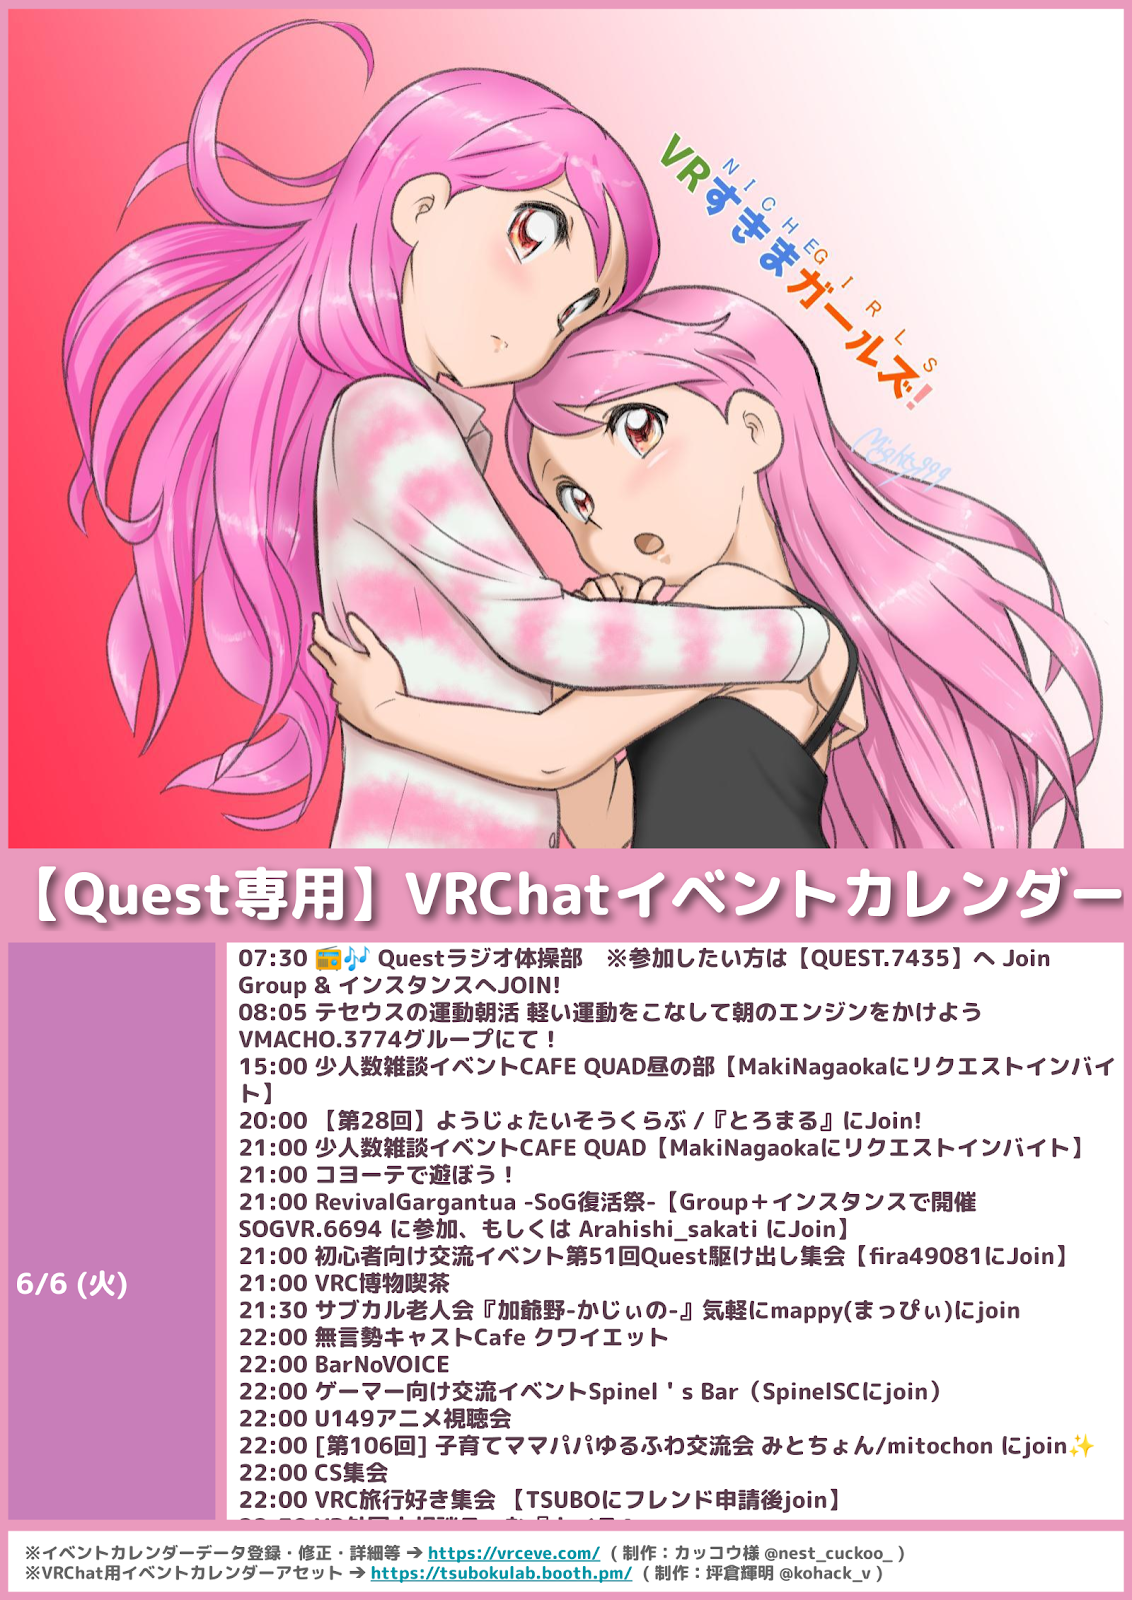 NICHE GIRLS
VRすきまガールズ!
Mighty999
【Quest専用】VRChatイベントカレンダー
6/6 (火)
07:30 📻🎶 Questラジオ体操部　※参加したい方は【QUEST.7435】へ Join
Group & インスタンスへJOIN!
08:05 テセウスの運動朝活 軽い運動をこなして朝のエンジンをかけよう
VMACHO.3774グループにて！
15:00 少人数雑談イベントCAFE QUAD昼の部【MakiNagaokaにリクエストインバイ
ト】
20:00 【第28回】ようじょたいそうくらぶ /『とろまる』にJoin!
21:00 少人数雑談イベントCAFE QUAD【MakiNagaokaにリクエストインバイト】
21:00 コヨーテで遊ぼう！
21:00 RevivalGargantua -SoG復活祭-【Group＋インスタンスで開催
SOGVR.6694 に参加、もしくは Arahishi_sakati にJoin】
21:00 初心者向け交流イベント第51回Quest駆け出し集会【fira49081にJoin】
21:00 VRC博物喫茶
21:30 サブカル老人会『加爺野-かじぃの-』気軽にmappy(まっぴぃ)にjoin
22:00 無言勢キャストCafe クワイエット
22:00 BarNoVOICE
22:00 ゲーマー向け交流イベントSpinel＇s Bar（SpinelSCにjoin）
22:00 U149アニメ視聴会
22:00 [第106回] 子育てママパパゆるふわ交流会 みとちょん/mitochon にjoin✨
22:00 CS集会
22:00 VRC旅行好き集会 【TSUBOにフレンド申請後join】
※イベントカレンダーデータ登録・修正・詳細等 ➔ https://vrceve.com/ ( 制作：カッコウ様 @nest_cuckoo_ )
※VRChat用イベントカレンダーアセット ➔ https://tsubokulab.booth.pm/ ( 制作：坪倉輝明 @kohack_v )